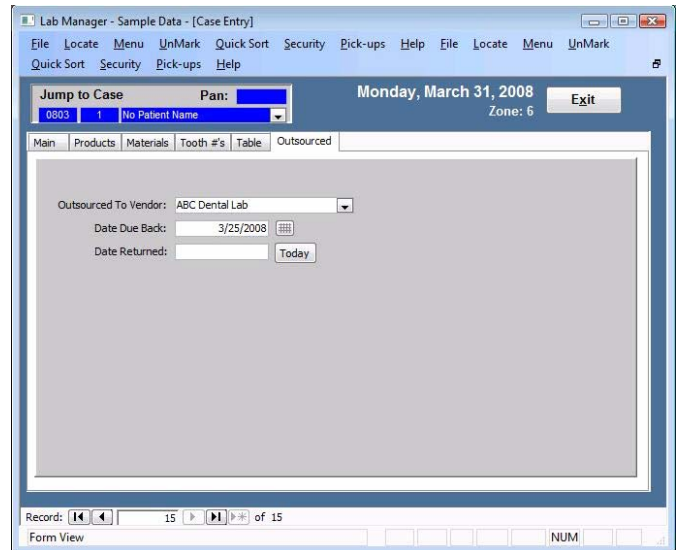 Lab Manager - Sample Data - [Case Entry]
File Locate Menu UnMark Quick Sort Security Pick-ups Help File Locate Menu UnMark
Quick Sort Security Pick-ups Help
Jump to Case Pan: Monday, March 31, 2008 Exit
0803 1 No Patient Name Zone: 6
Main Products Materials Tooth #'s Table Outsourced
Outsourced To Vendor: ABC Dental Lab
Date Due Back: 3/25/2008
Date Returned: Today
Record: 15 of 15
Form View NUM